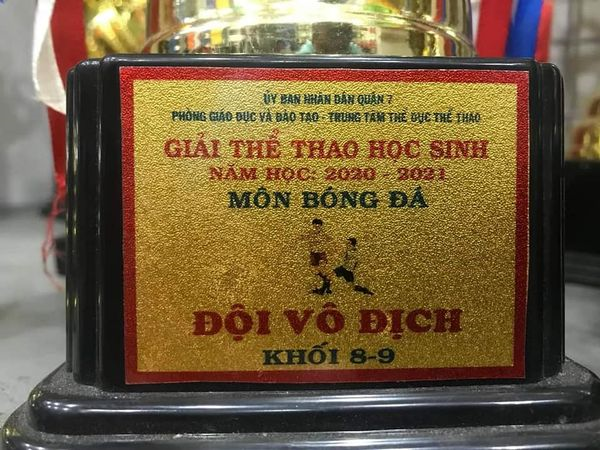 ỦY BAN NHÂN DÂN QUẬN 7
PHÒNG GIÁO DỤC VÀ ĐÀO TẠO - TRUNG TÂM THỂ DỤC THỂ THAO
GIẢI THỂ THAO HỌC SINH
NĂM HỌC: 2020 - 2021
MÔN BÓNG ĐÁ
ĐỘI VÔ ĐỊCH
KHỐI 8-9